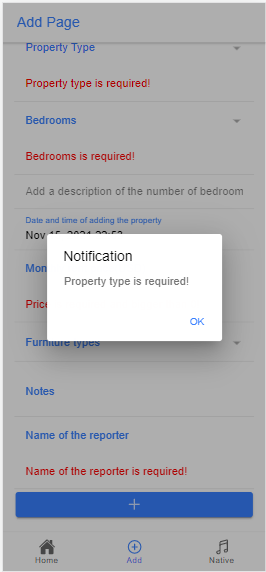 Add Page
Property Type
Property type is required!
Bedrooms
Bedrooms is required!
Add a description of the number of bedroom
Date and time of adding the property
Nov 15, 2021 22:53
Notification
Property type is required!
OK
Mon
Price
Furniture types
Notes
Name of the reporter
Name of the reporter is required!
Home
Add
Native